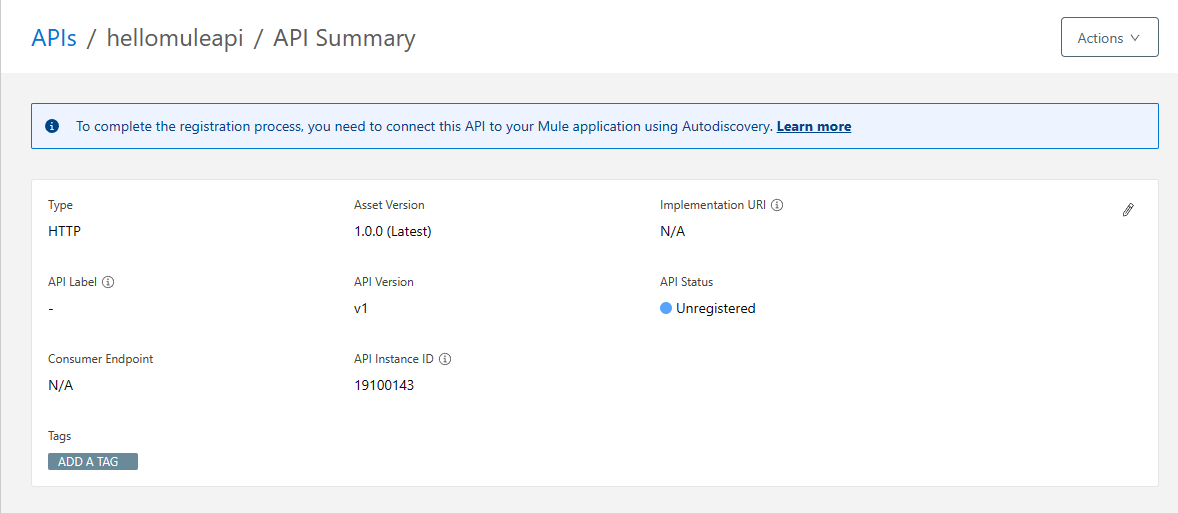 APIs / hellomuleapi / API Summary
Actions
To complete the registration process, you need to connect this API to your Mule application using Autodiscovery. Learn more
Type
Asset Version
Implementation URI
HTTP
1.0.0 (Latest)
N/A
API Label
API Version
API Status
-
v1
Unregistered
Consumer Endpoint
API Instance ID
N/A
19100143
Tags
ADD A TAG